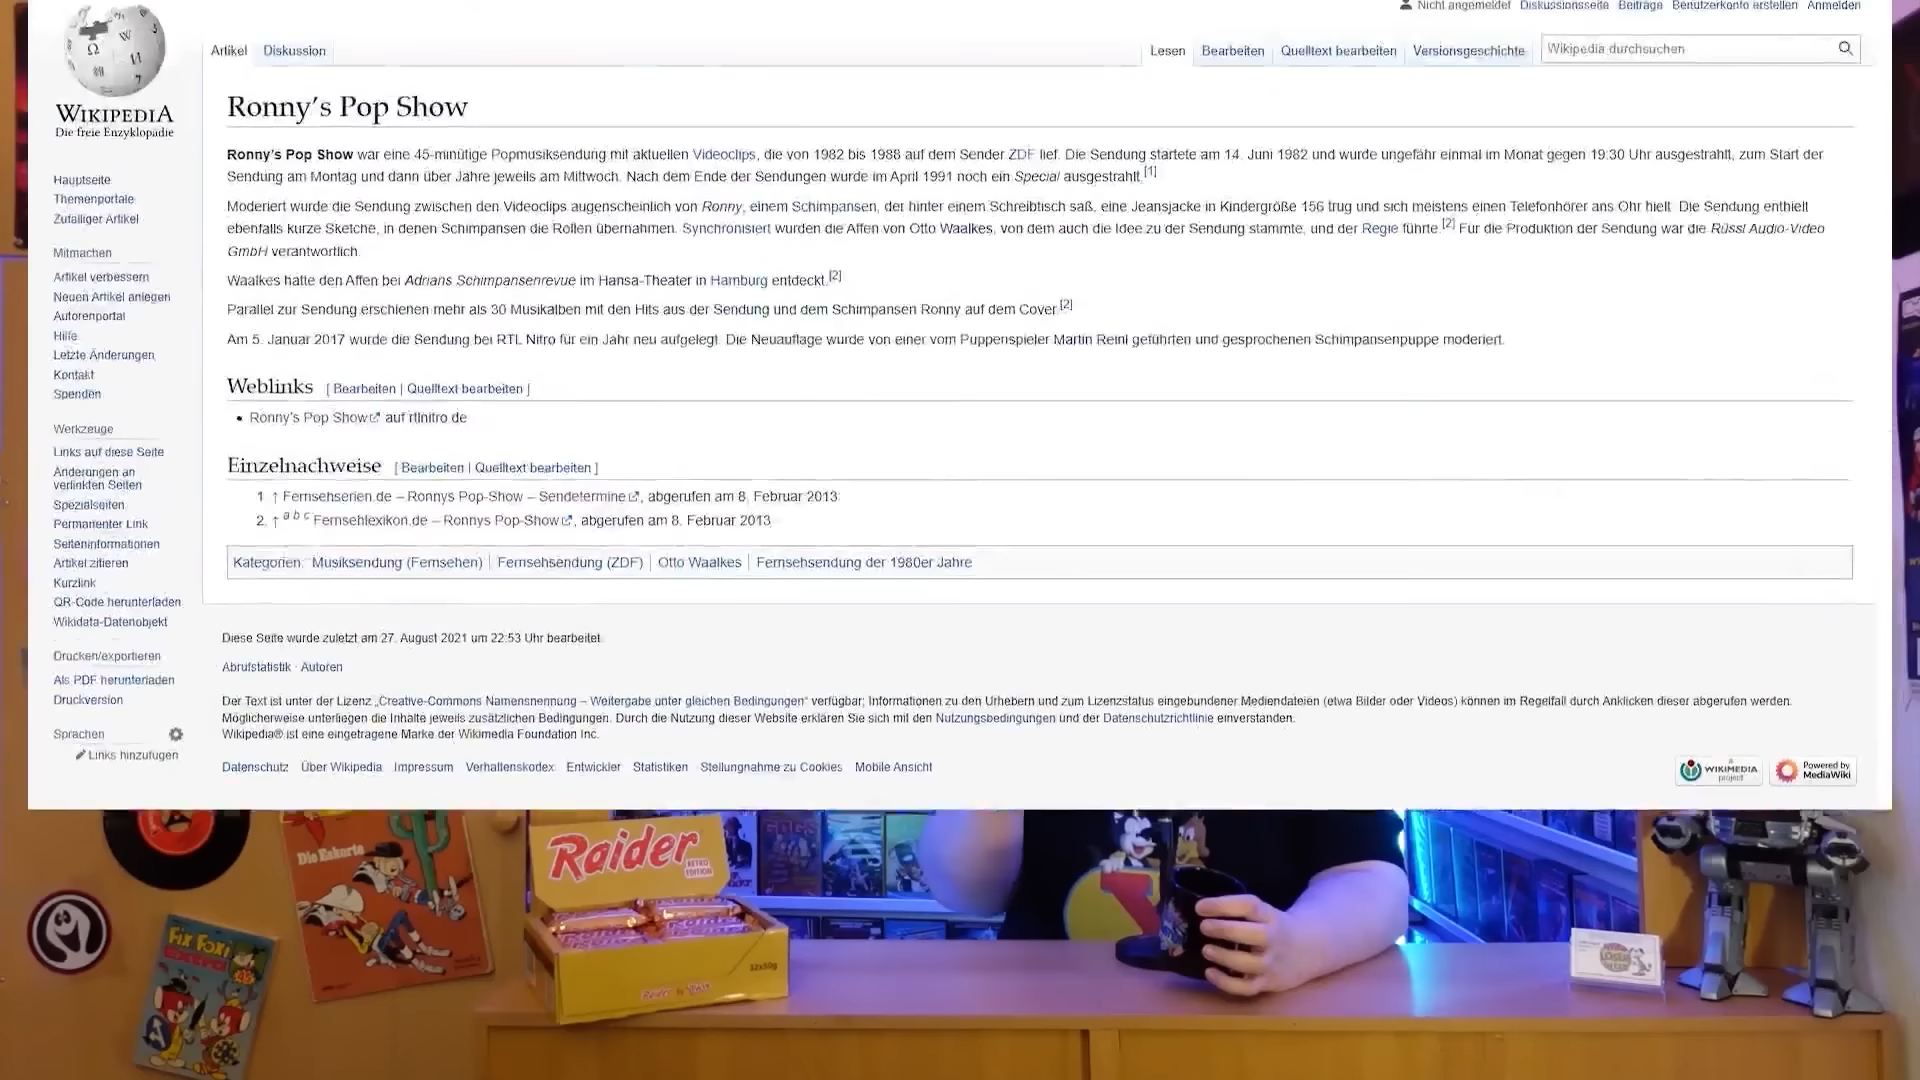 Nicht angemeldet Diskussionsseite Beiträge Benutzerkonto erstellen Anmelden
Artikel Diskussion Lesen Bearbeiten Quelltext bearbeiten Versionsgeschichte Wikipedia durchsuchen
WIKIPEDIA
Die freie Enzyklopädie
Hauptseite
Themenportale
Zufälliger Artikel
Mitmachen
Artikel verbessern
Neuen Artikel anlegen
Autorenportal
Hilfe
Letzte Änderungen
Kontakt
Spenden
Werkzeuge
Links auf diese Seite
Änderungen an
verlinkten Seiten
Spezialseiten
Permanenter Link
Seiteninformationen
Artikel zitieren
Kurzlink
QR-Code herunterladen
Wikidata-Datenobjekt
Drucken/exportieren
Als PDF herunterladen
Druckversion
Sprachen
Links hinzufügen
Ronny's Pop Show
Ronny's Pop Show war eine 45-minütige Popmusiksendung mit aktuellen Videoclips, die von 1982 bis 1988 auf dem Sender ZDF lief. Die Sendung startete am 14. Juni 1982 und wurde ungefähr einmal im Monat gegen 19:30 Uhr ausgestrahlt, zum Start der
Sendung am Montag und dann über Jahre jeweils am Mittwoch. Nach dem Ende der Sendungen wurde im April 1991 noch ein Special ausgestrahlt.[1]
Moderiert wurde die Sendung zwischen den Videoclips augenscheinlich von Ronny, einem Schimpansen, der hinter einem Schreibtisch saß, eine Jeansjacke in Kindergröße 156 trug und sich meistens einen Telefonhörer ans Ohr hielt. Die Sendung enthielt
ebenfalls kurze Sketche, in denen Schimpansen die Rollen übernahmen. Synchronisiert wurden die Affen von Otto Waalkes, von dem auch die Idee zu der Sendung stammte, und der Regie führte.[2] Für die Produktion der Sendung war die Rüssl Audio-Video
GmbH verantwortlich.
Waalkes hatte den Affen bei Adrians Schimpansenrevue im Hansa-Theater in Hamburg entdeckt.[2]
Parallel zur Sendung erschienen mehr als 30 Musikalben mit den Hits aus der Sendung und dem Schimpansen Ronny auf dem Cover.[2]
Am 5. Januar 2017 wurde die Sendung bei RTL Nitro für ein Jahr neu aufgelegt. Die Neuauflage wurde von einer vom Puppenspieler Martin Reinl geführten und gesprochenen Schimpansenpuppe moderiert.
Weblinks [ Bearbeiten | Quelltext bearbeiten ]
• Ronny's Pop Show auf rtlnitro.de
Einzelnachweise [ Bearbeiten | Quelltext bearbeiten ]
1. ↑ Fernsehserien.de – Ronnys Pop-Show – Sendetermine, abgerufen am 8. Februar 2013
2. ↑ a b c Fernsehlexikon.de – Ronnys Pop-Show, abgerufen am 8. Februar 2013
Kategorien: Musiksendung (Fernsehen) | Fernsehsendung (ZDF) | Otto Waalkes | Fernsehsendung der 1980er Jahre
Diese Seite wurde zuletzt am 27. August 2021 um 22:53 Uhr bearbeitet.
Abrufstatistik · Autoren
Der Text ist unter der Lizenz „Creative-Commons Namensnennung – Weitergabe unter gleichen Bedingungen“ verfügbar; Informationen zu den Urhebern und zum Lizenzstatus eingebundener Mediendateien (etwa Bilder oder Videos) können im Regelfall durch Anklicken dieser abgerufen werden.
Möglicherweise unterliegen die Inhalte jeweils zusätzlichen Bedingungen. Durch die Nutzung dieser Website erklären Sie sich mit den Nutzungsbedingungen und der Datenschutzrichtlinie einverstanden.
Wikipedia® ist eine eingetragene Marke der Wikimedia Foundation Inc.
Datenschutz Über Wikipedia Impressum Verhaltenskodex Entwickler Statistiken Stellungnahme zu Cookies Mobile Ansicht
A
WIKIMEDIA
project
Powered by
MediaWiki
Die Eskorte
Raider
RETRO
EDITION
32x50g
Fix Foxi
extra